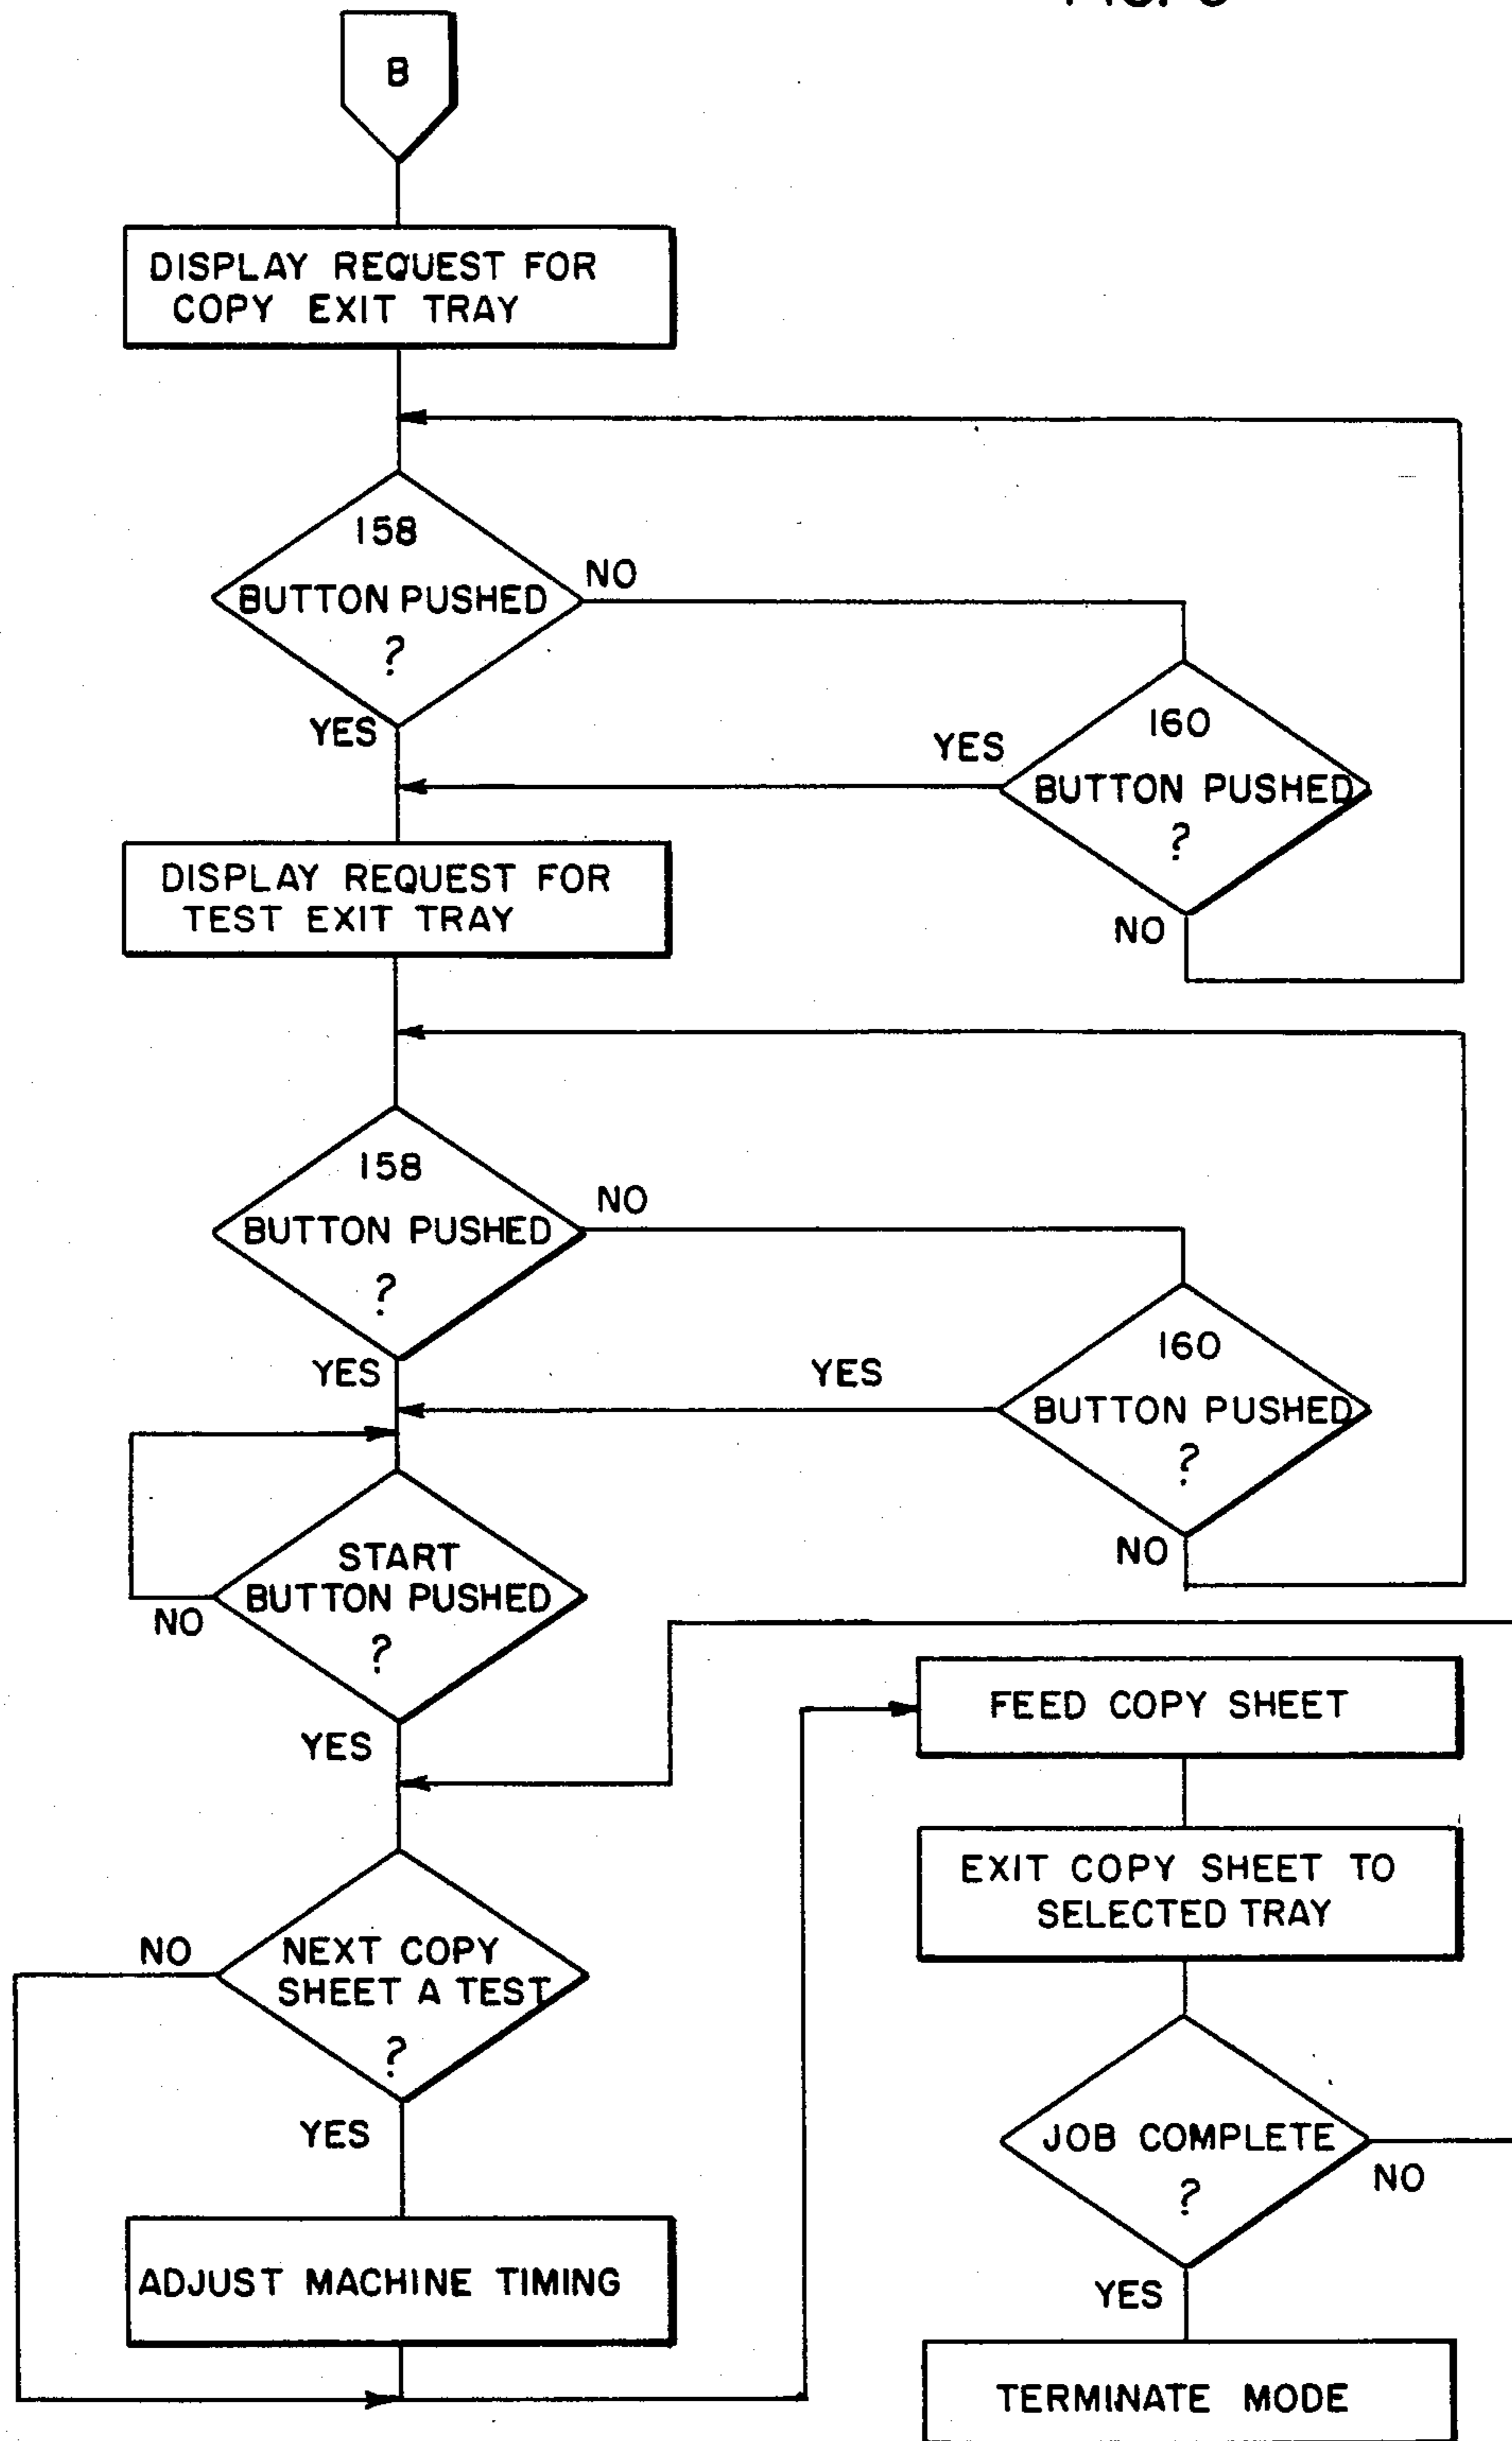 B
DISPLAY REQUEST FOR
COPY EXIT TRAY
158
BUTTON PUSHED
?
NO
YES
160
BUTTON PUSHED
?
YES
NO
DISPLAY REQUEST FOR
TEST EXIT TRAY
158
BUTTON PUSHED
?
NO
YES
160
BUTTON PUSHED
?
YES
NO
START
BUTTON PUSHED
?
NO
YES
NEXT COPY
SHEET A TEST
?
NO
YES
ADJUST MACHINE TIMING
FEED COPY SHEET
EXIT COPY SHEET TO
SELECTED TRAY
JOB COMPLETE
?
NO
YES
TERMINATE MODE